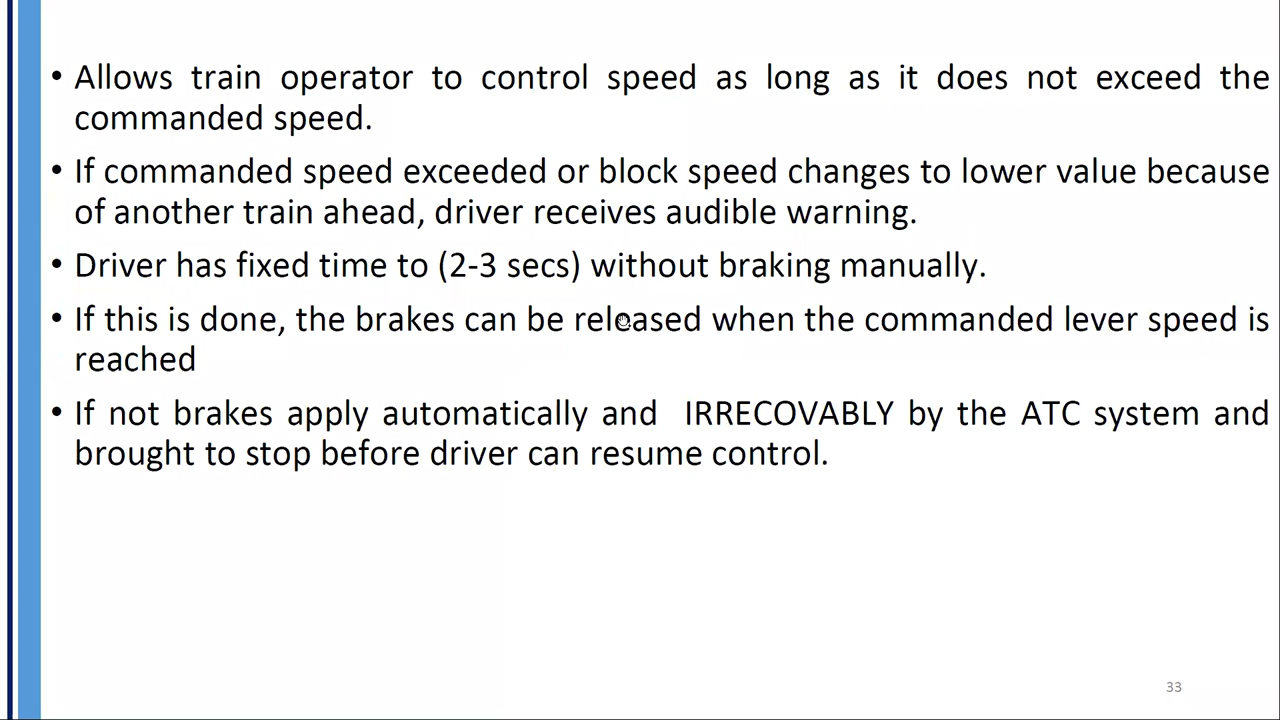 • Allows train operator to control speed as long as it does not exceed the
commanded speed.
• If commanded speed exceeded or block speed changes to lower value because
of another train ahead, driver receives audible warning.
• Driver has fixed time to (2-3 secs) without braking manually.
• If this is done, the brakes can be released when the commanded lever speed is
reached
• If not brakes apply automatically and IRRECOVABLY by the ATC system and
brought to stop before driver can resume control.
33